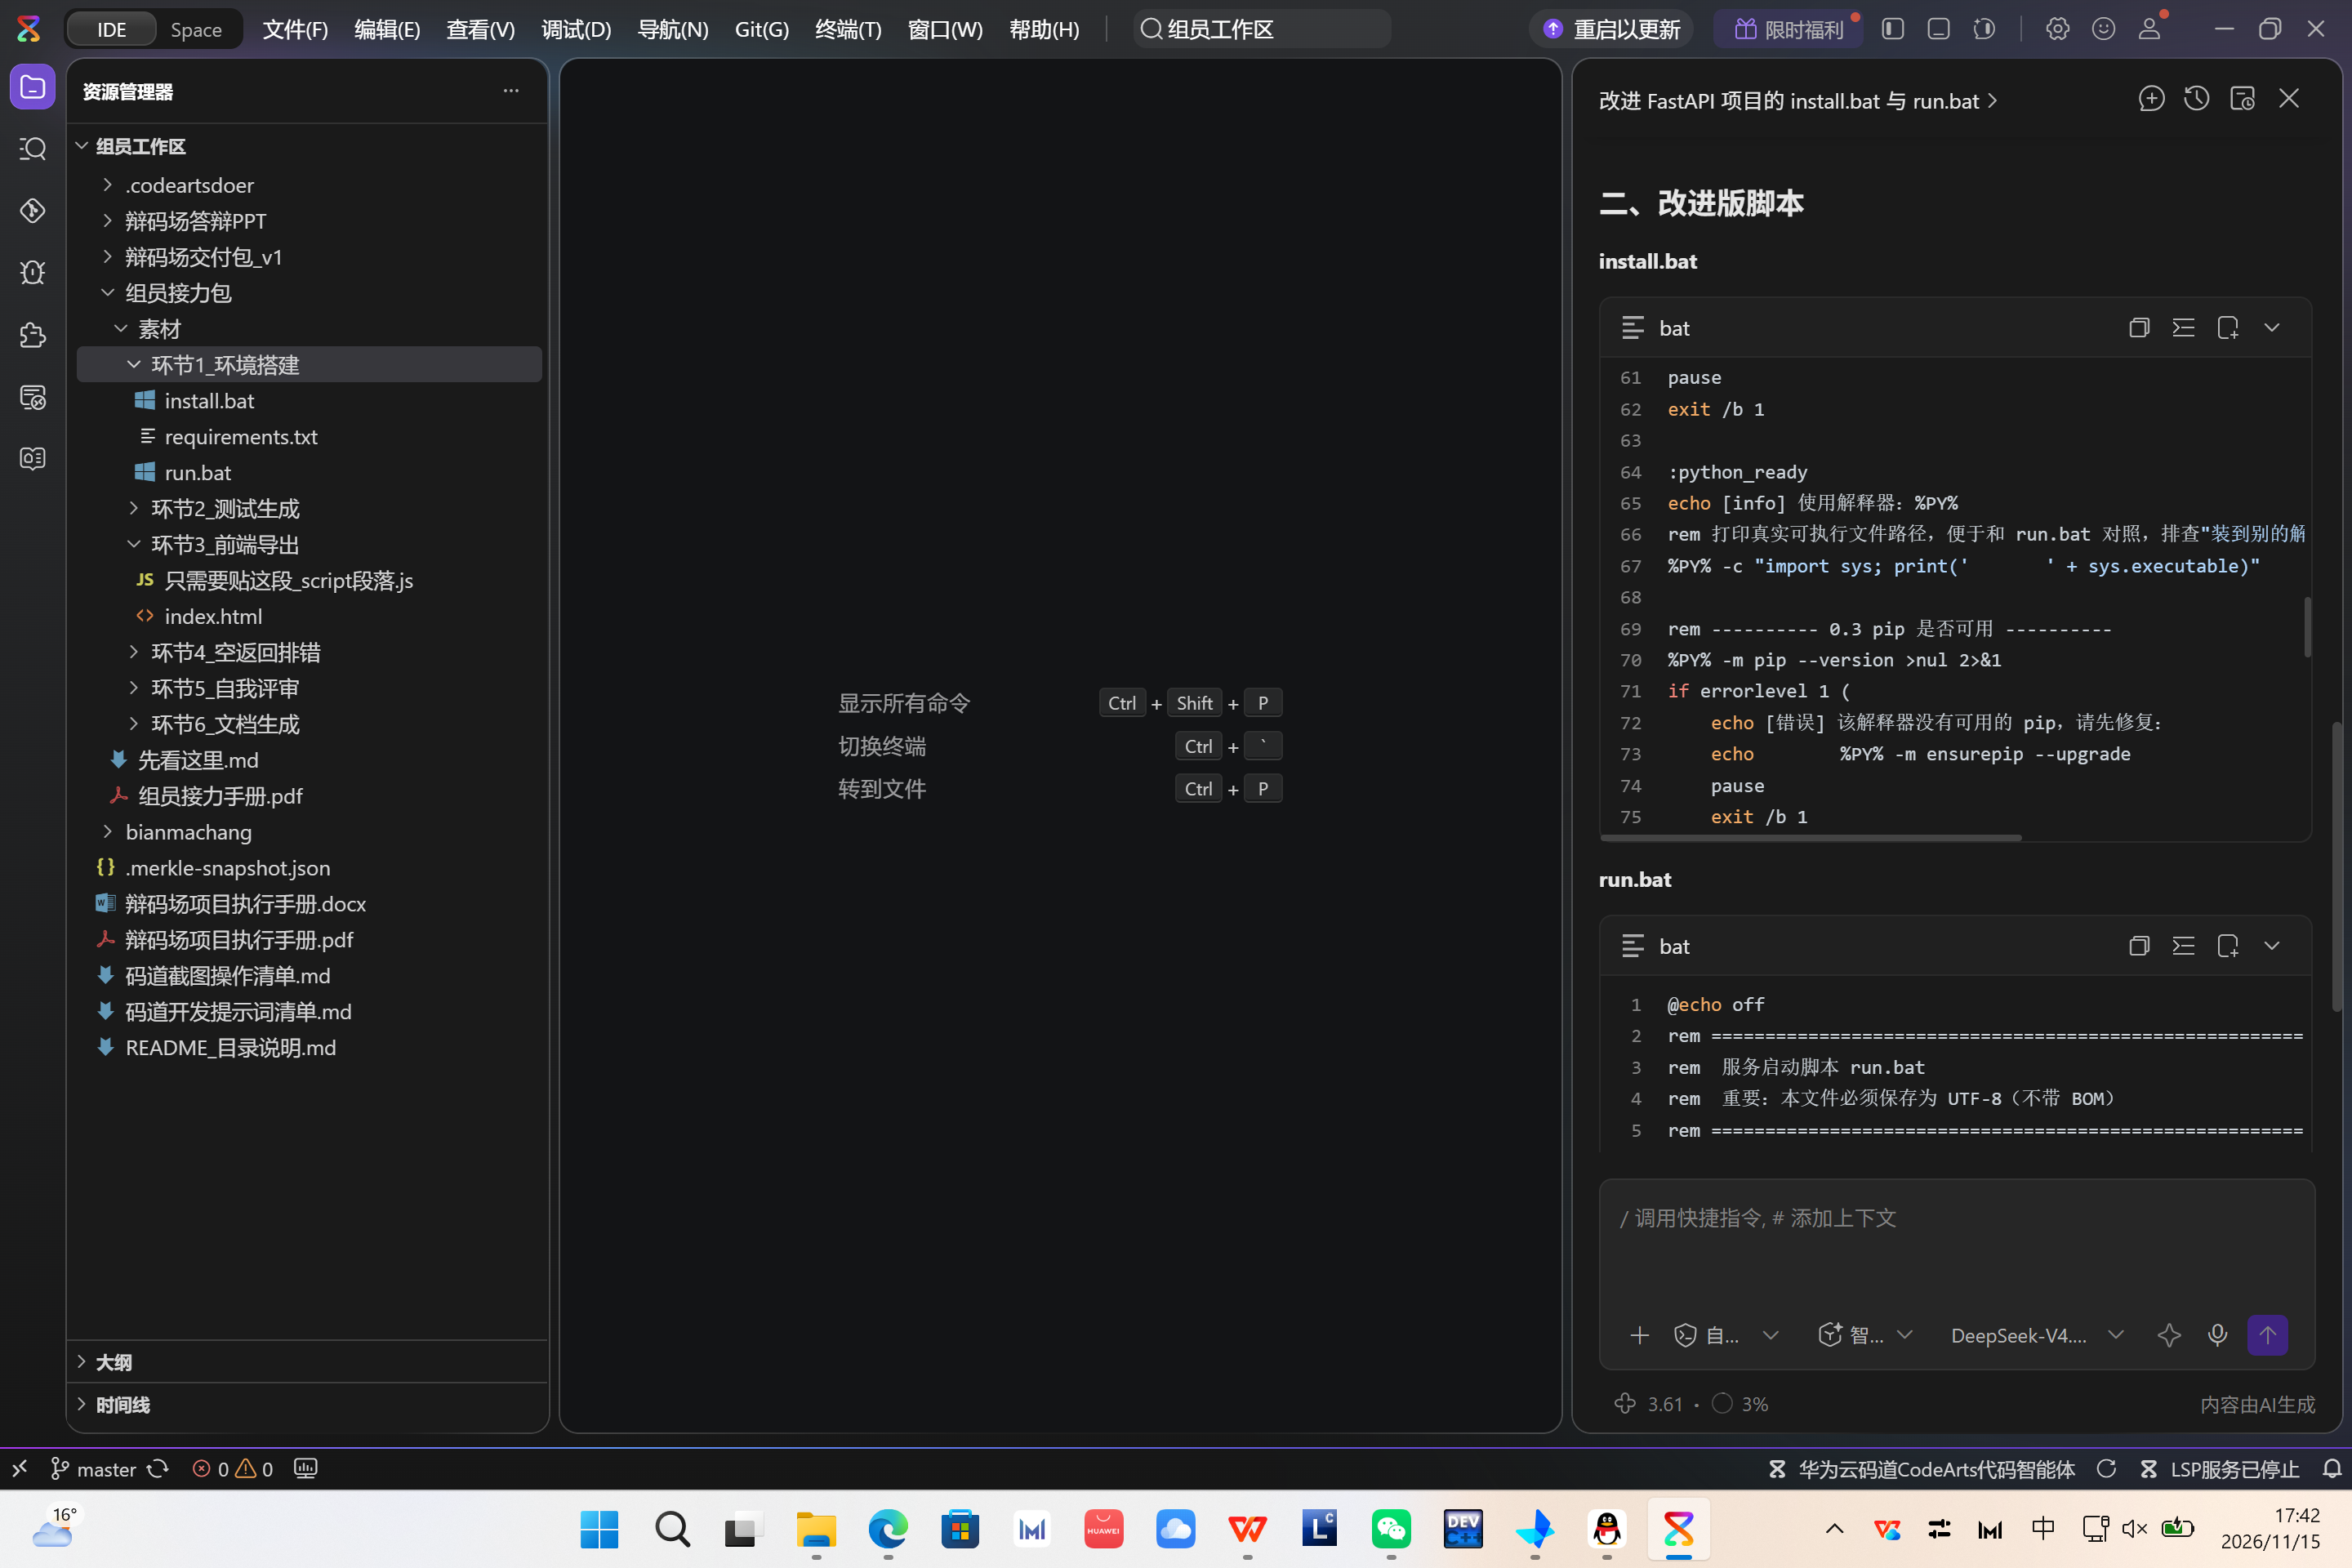 IDE Space 文件(F) 编辑(E) 查看(V) 调试(D) 导航(N) Git(G) 终端(T) 窗口(W) 帮助(H) 组员工作区 重启以更新 限时福利
资源管理器
组员工作区
.codeartsdoer
辩码场答辩PPT
辩码场交付包_v1
组员接力包
素材
环节1_环境搭建
install.bat
requirements.txt
run.bat
环节2_测试生成
环节3_前端导出
JS 只需要贴这段_script段落.js
<> index.html
环节4_空返回排错
环节5_自我评审
环节6_文档生成
先看这里.md
组员接力手册.pdf
bianmachang
{} .merkle-snapshot.json
辩码场项目执行手册.docx
辩码场项目执行手册.pdf
码道截图操作清单.md
码道开发提示词清单.md
README_目录说明.md
大纲
时间线
显示所有命令 Ctrl + Shift + P
切换终端 Ctrl + `
转到文件 Ctrl + P
改进 FastAPI 项目的 install.bat 与 run.bat
二、改进版脚本
install.bat
bat
61 pause
62 exit /b 1
63
64 :python_ready
65 echo [info] 使用解释器: %PY%
66 rem 打印真实可执行文件路径，便于和 run.bat 对照，排查"装到别的解
67 %PY% -c "import sys; print('       ' + sys.executable)"
68
69 rem ---------- 0.3 pip 是否可用 ----------
70 %PY% -m pip --version >nul 2>&1
71 if errorlevel 1 (
72     echo [错误] 该解释器没有可用的 pip，请先修复:
73     echo        %PY% -m ensurepip --upgrade
74     pause
75     exit /b 1
run.bat
bat
1 @echo off
2 rem =======================================================
3 rem  服务启动脚本 run.bat
4 rem  重要: 本文件必须保存为 UTF-8（不带 BOM）
5 rem =======================================================
/ 调用快捷指令, # 添加上下文
自... 智... DeepSeek-V4....
3.61 · 3%
内容由AI生成
master 0 0 华为云码道CodeArts代码智能体 LSP服务已停止
16°
HUAWEI
DEV C++
中
17:42
2026/11/15